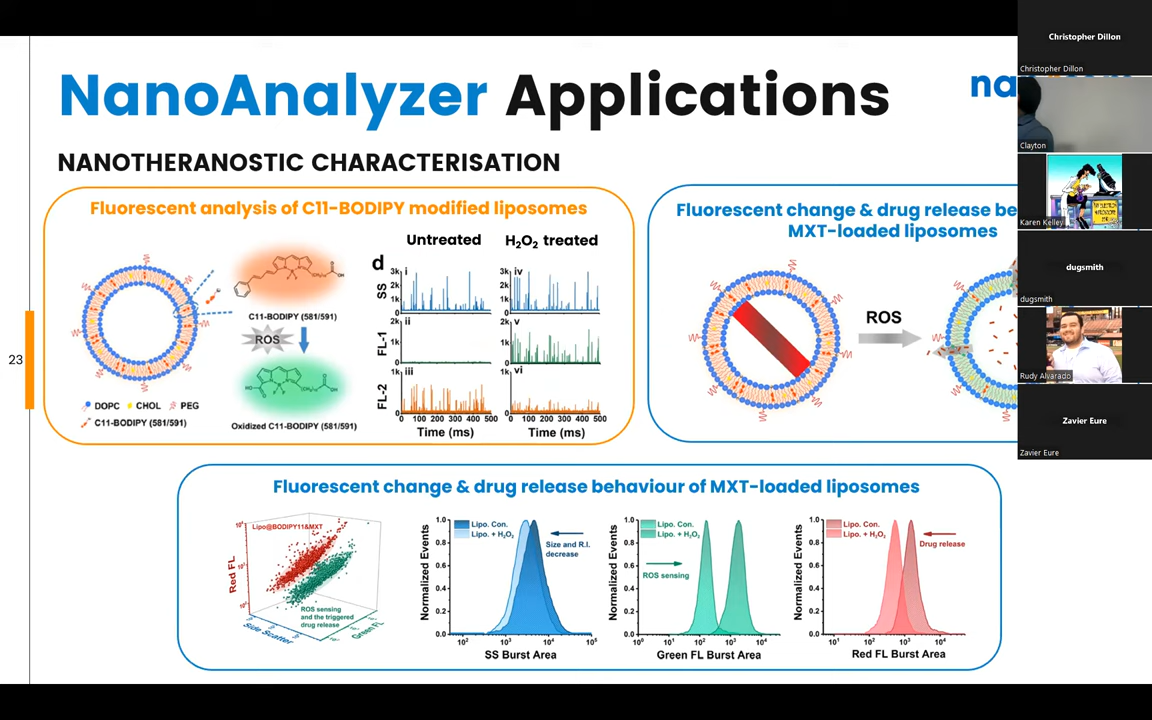 NanoAnalyzer Applications
na
NANOTHERANOSTIC CHARACTERISATION
Fluorescent analysis of C11-BODIPY modified liposomes
Untreated
H₂O₂ treated
d
SS
3k
2k
1k
0
i
3k
2k
1k
0
iv
FL-1
2k
1k
0
ii
2k
1k
0
v
FL-2
1k
0
iii
1k
0
vi
0 100 200 300 400 500
Time (ms)
0 100 200 300 400 500
Time (ms)
C11-BODIPY (581/591)
ROS
Oxidized C11-BODIPY (581/591)
DOPC
CHOL
PEG
C11-BODIPY (581/591)
Fluorescent change & drug release be
MXT-loaded liposomes
ROS
23
Fluorescent change & drug release behaviour of MXT-loaded liposomes
Lipo@BODIPY11&MXT
Red FL
Side Scatter
Green FL
ROS sensing
and the triggered
drug release
Normalized Events
1.0
0.8
0.6
0.4
0.2
0.0
Lipo. Con.
Lipo. + H₂O₂
Size and R.I.
decrease
10² 10³ 10⁴ 10⁵
SS Burst Area
Normalized Events
1.0
0.8
0.6
0.4
0.2
0.0
Lipo. Con.
Lipo. + H₂O₂
ROS sensing
10⁰ 10¹ 10² 10³ 10⁴
Green FL Burst Area
Normalized Events
1.0
0.8
0.6
0.4
0.2
0.0
Lipo. Con.
Lipo. + H₂O₂
Drug release
10¹ 10² 10³ 10⁴
Red FL Burst Area
Christopher Dillon
Christopher Dillon
Clayton
Karen Kelley
dugsmith
dugsmith
Rudy Alvarado
Zavier Eure
Zavier Eure